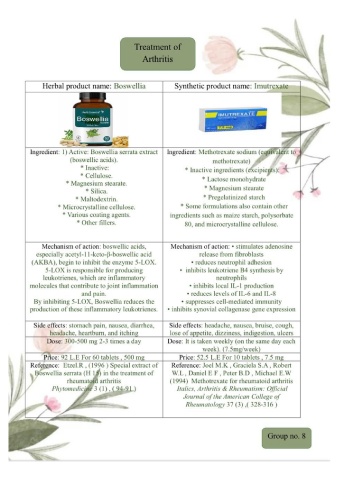 Treatment of
Arthritis
Herbal product name: Boswellia
Synthetic product name: Imutrexate
Boswellia
IMUTREXATE
Ingredient: 1) Active: Boswellia serrata extract
(boswellic acids).
* Inactive:
* Cellulose.
* Magnesium stearate.
* Silica.
* Maltodextrin.
* Microcrystalline cellulose.
* Various coating agents.
* Other fillers.
Ingredient: Methotrexate sodium (equivalent to
methotrexate)
* Inactive ingredients (excipients):
* Lactose monohydrate
* Magnesium stearate
* Pregelatinized starch
* Some formulations also contain other
ingredients such as maize starch, polysorbate
80, and microcrystalline cellulose.
Mechanism of action: boswellic acids,
especially acetyl-11-keto-β-boswellic acid
(AKBA), begin to inhibit the enzyme 5-LOX.
5-LOX is responsible for producing
leukotrienes, which are inflammatory
molecules that contribute to joint inflammation
and pain.
By inhibiting 5-LOX, Boswellia reduces the
production of these inflammatory leukotrienes.
Mechanism of action: • stimulates adenosine
release from fibroblasts
• reduces neutrophil adhesion
• inhibits leukotriene B4 synthesis by
neutrophils
• inhibits local IL-1 production
• reduces levels of IL-6 and IL-8
• suppresses cell-mediated immunity
• inhibits synovial collagenase gene expression
Side effects: stomach pain, nausea, diarrhea,
headache, heartburn, and itching
Side effects: headache, nausea, bruise, cough,
lose of appetite, dizziness, indigestion, ulcers
Dose: 300-500 mg 2-3 times a day
Dose: It is taken weekly (on the same day each
week). (7.5mg/week)
Price: 92 L.E For 60 tablets , 500 mg
Price: 52.5 L.E For 10 tablets , 7.5 mg
Reference: Etzel.R , (1996 ) Special extract of
Boswellia serrata (H 15) in the treatment of
rheumatoid arthritis
Phytomedicine 3 (1) , ( 94-91.)
Reference: Joel M.K , Graciela S.A , Robert
W.L , Daniel E F , Peter B.D , Michael E.W
(1994) Methotrexate for rheumatoid arthritis
Italics, Arthritis & Rheumatism: Official
Journal of the American College of
Rheumatology 37 (3) ,( 328-316 )
Group no. 8